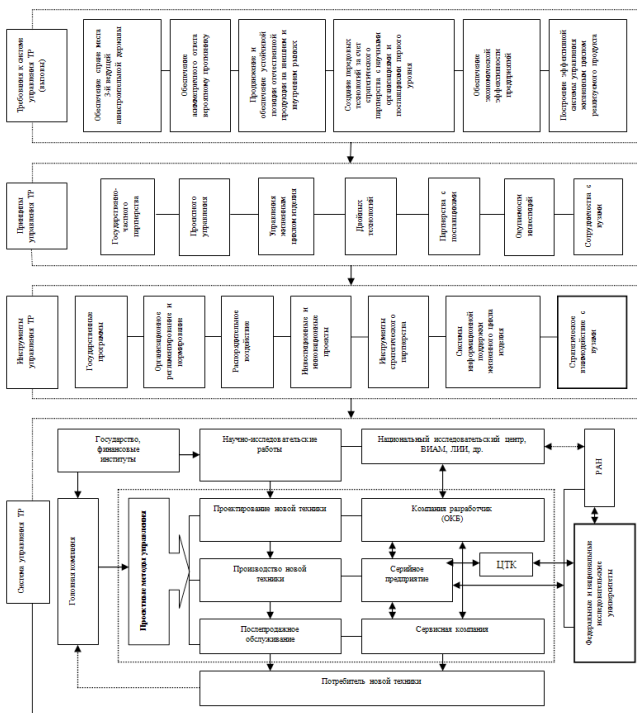 Требования к системе
управления ТР
(вызовы)
Обеспечение стране места
3-й ведущей
авиастроительной державы
Обеспечение
асимметричного ответа
вероятному противнику
Продвижение и
обеспечение устойчивой
позиции отечественной
продукции на внешнем и
внутреннем рынках
Создание передовых
технологий за счет
стратегического
партнерства с научными
организациями и
поставщиками первого
уровня
Обеспечение
экономической
эффективности
предприятий
Построение эффективной
системы управления
жизненным циклом
реализуемого продукта
Принципы
управления ТР
Государственно-
частного
партнерства
Проектного
управления
Управления
жизненным
циклом изделия
Двойных
технологий
Партнерства с
поставщиками
Окупаемости
инвестиций
Сотрудничества с
вузами
Инструменты
управления ТР
Государственные
программы
Организационное
регламентирование и
нормирование
Распорядительное
воздействие
Инвестиционные и
инновационные
проекты
Инструменты
стратегического
партнерства
Системы
информационной
поддержки
жизненного цикла
изделия
Стратегическое
взаимодействие с
вузами
Система управления ТР
Государство,
финансовые
институты
Научно-исследовательские
работы
Национальный исследовательский центр,
ВИАМ, ЛИИ, др.
РАН
Головная компания
Проектные методы управления
Проектирование новой техники
Компания разработчик
(ОКБ)
Производство новой
техники
Серийное
предприятие
ЦТК
Послепродажное
обслуживание
Сервисная компания
Федеральные и национальные
исследовательские
университеты
Потребитель новой техники